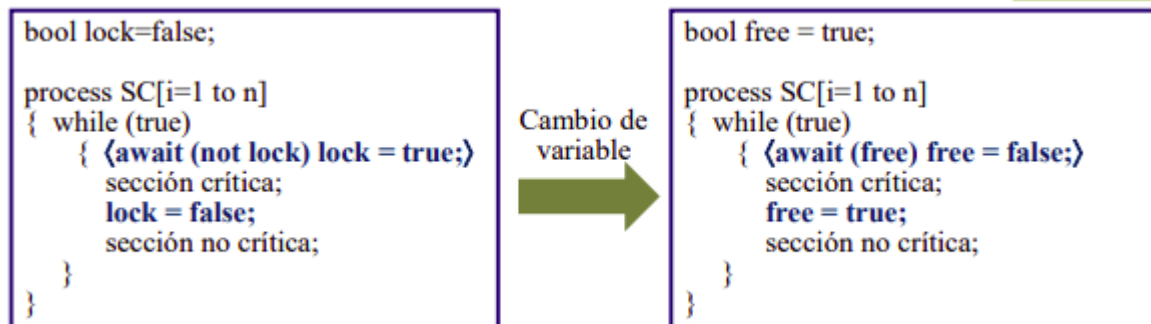 bool lock=false;
process SC[i=1 to n]
{ while (true)
{ ⟨await (not lock) lock = true;⟩
sección crítica;
lock = false;
sección no crítica;
}
}
Cambio de
variable
bool free = true;
process SC[i=1 to n]
{ while (true)
{ ⟨await (free) free = false;⟩
sección crítica;
free = true;
sección no crítica;
}
}